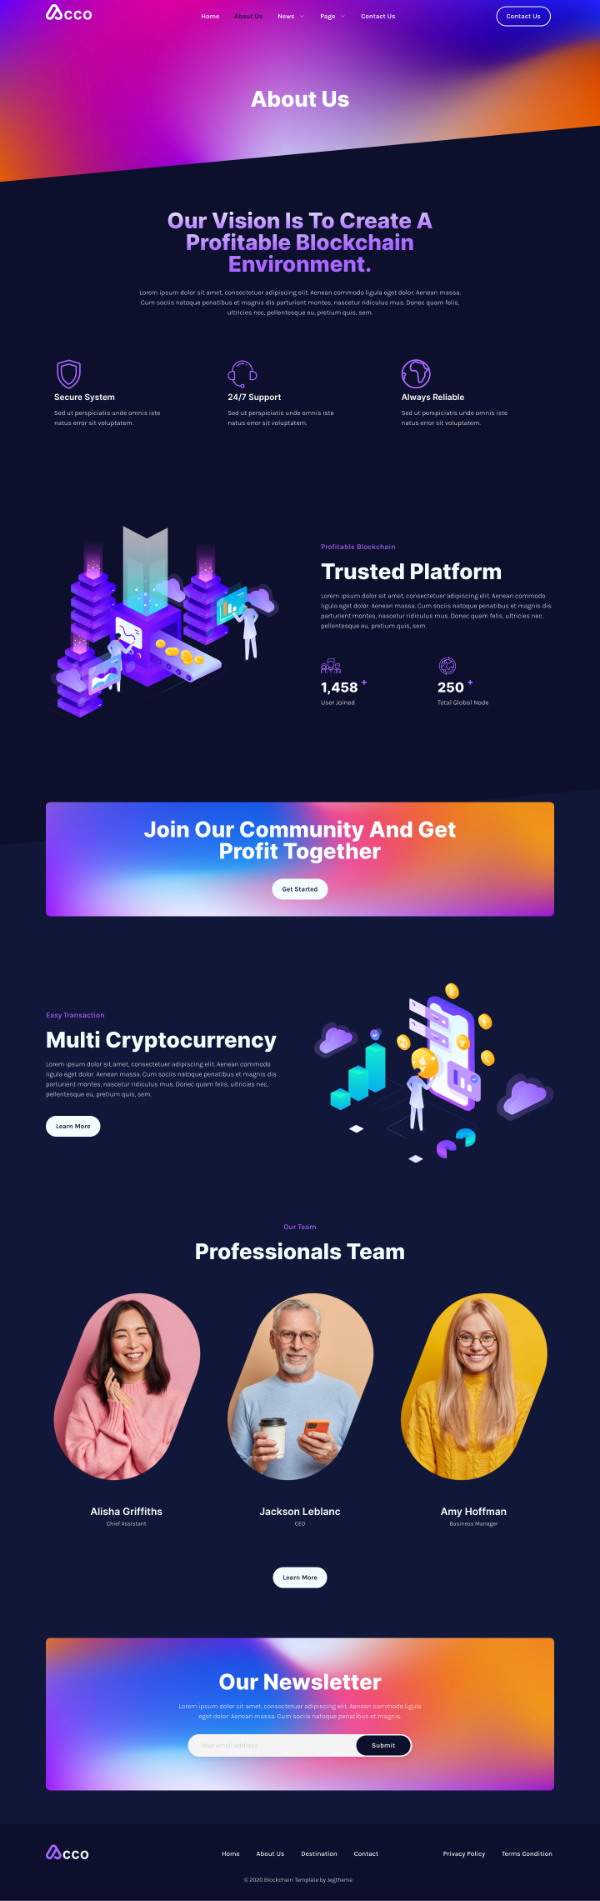 Acco
Home About Us News Page Contact Us
Contact Us
About Us
Our Vision Is To Create A
Profitable Blockchain
Environment.
Lorem ipsum dolor sit amet, consectetuer adipiscing elit. Aenean commodo ligula eget dolor. Aenean massa.
Cum sociis natoque penatibus et magnis dis parturient montes, nascetur ridiculus mus. Donec quam felis,
ultricies nec, pellentesque eu, pretium quis, sem.
Secure System
Sed ut perspiciatis unde omnis iste
natus error sit voluptatem.
24/7 Support
Sed ut perspiciatis unde omnis iste
natus error sit voluptatem.
Always Reliable
Sed ut perspiciatis unde omnis iste
natus error sit voluptatem.
Profitable Blockchain
Trusted Platform
Lorem ipsum dolor sit amet, consectetuer adipiscing elit. Aenean commodo
ligula eget dolor. Aenean massa. Cum sociis natoque penatibus et magnis dis
parturient montes, nascetur ridiculus mus. Donec quam felis, ultricies nec,
pellentesque eu, pretium quis, sem.
1,458 +
User Joined
250 +
Total Global Node
Join Our Community And Get
Profit Together
Get Started
Easy Transaction
Multi Cryptocurrency
Lorem ipsum dolor sit amet, consectetuer adipiscing elit. Aenean commodo
ligula eget dolor. Aenean massa. Cum sociis natoque penatibus et magnis dis
parturient montes, nascetur ridiculus mus. Donec quam felis, ultricies nec,
pellentesque eu, pretium quis, sem.
Learn More
Our Team
Professionals Team
Alisha Griffiths
Chief Assistant
Jackson Leblanc
CEO
Amy Hoffman
Business Manager
Learn More
Our Newsletter
Lorem ipsum dolor sit amet, consectetuer adipiscing elit. Aenean commodo ligula
eget dolor. Aenean massa. Cum sociis natoque penatibus et magnis.
Your email address
Submit
Acco
Home About Us Destination Contact
Privacy Policy Terms Condition
© 2020 Blockchain Template by Jegtheme